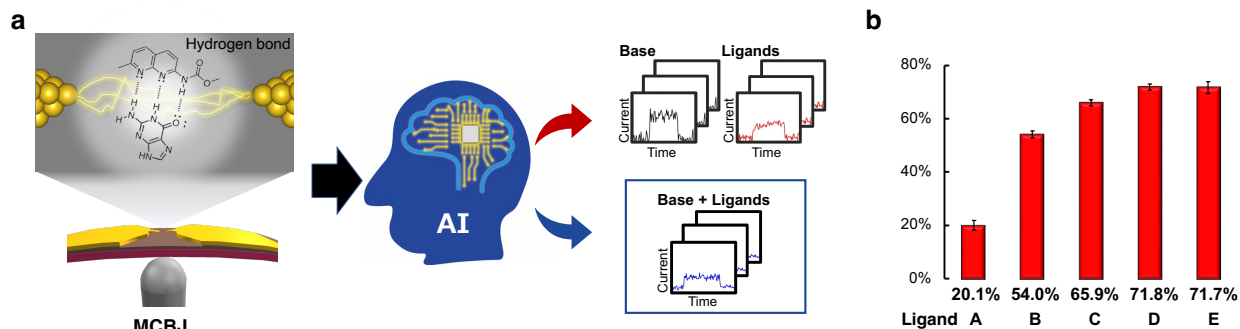 a
Hydrogen bond
N
N
N
H
O
O
H
H
H
N
N
O
H
HN
N
N
MCBJ
AI
Base
Ligands
Current
Time
Current
Time
Base + Ligands
Current
Time
b
80%
60%
40%
20%
0%
20.1% 54.0% 65.9% 71.8% 71.7%
Ligand A B C D E